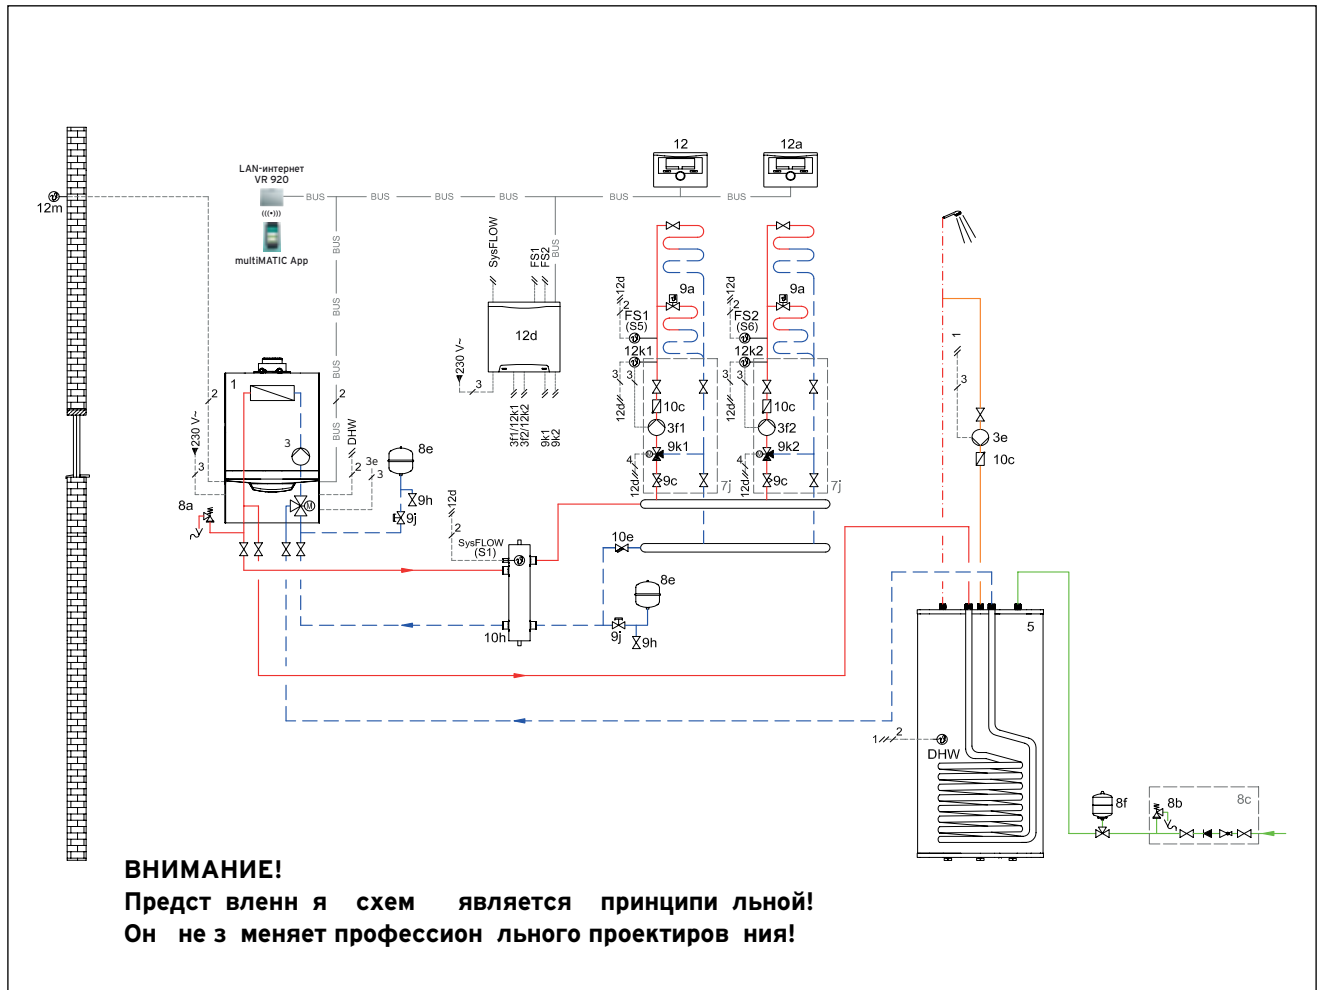 LAN-интернет
VR 920
multiMATIC App
12m
BUS BUS BUS BUS BUS BUS
12
12a
BUS
BUS
BUS
BUS
BUS
SysFLOW
FS1
FS2
12d
230 V~
3
3f1/12k1
3f2/12k2
9k1
9k2
1
3
2
2
230 V~
3
DHW
2
3e
3
M
8a
8e
9h
9j
12d
2
SysFLOW
(S1)
10h
10e
8e
9j
9h
12d
2
FS1
(S5)
12k1
9a
3
3
12d
10c
3f1
9k1
4
12d
9c
7j
12d
2
FS2
(S6)
12k2
9a
3
3
12d
10c
3f2
9k2
4
12d
9c
7j
1
3
3e
10c
5
1
2
DHW
8f
8b
8c
ВНИМАНИЕ!
Предст вленн я схем является принципи льной!
Он не з меняет профессион льного проектиров ния!